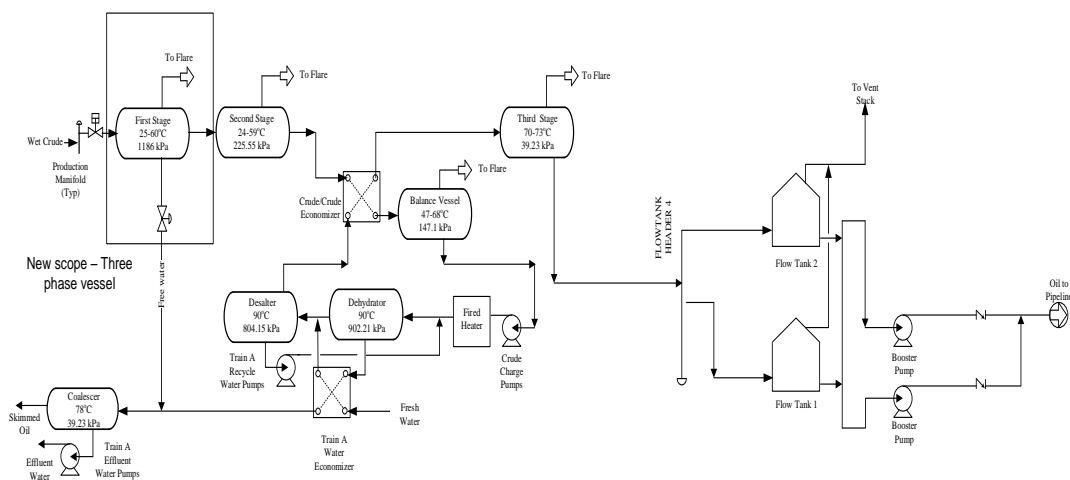 To Flare
First Stage
25-60°C
1186 kPa
Wet Crude
Production
Manifold
(Typ)
New scope – Three
phase vessel
Free water
To Flare
Second Stage
24-59°C
225.55 kPa
Crude/Crude
Economizer
To Flare
Balance Vessel
47-68°C
147.1 kPa
To Flare
Third Stage
70-73°C
39.23 kPa
Desalter
90°C
804.15 kPa
Dehydrator
90°C
902.21 kPa
Fired
Heater
Crude
Charge
Pumps
Train A
Recycle
Water Pumps
Fresh
Water
Train A
Water
Economizer
Coalescer
78°C
39.23 kPa
Skimmed
Oil
Effluent
Water
Train A
Effluent
Water Pumps
FLOWTANK
HEADER 4
To Vent
Stack
Flow Tank 2
Flow Tank 1
Booster
Pump
Booster
Pump
Oil to
Pipeline